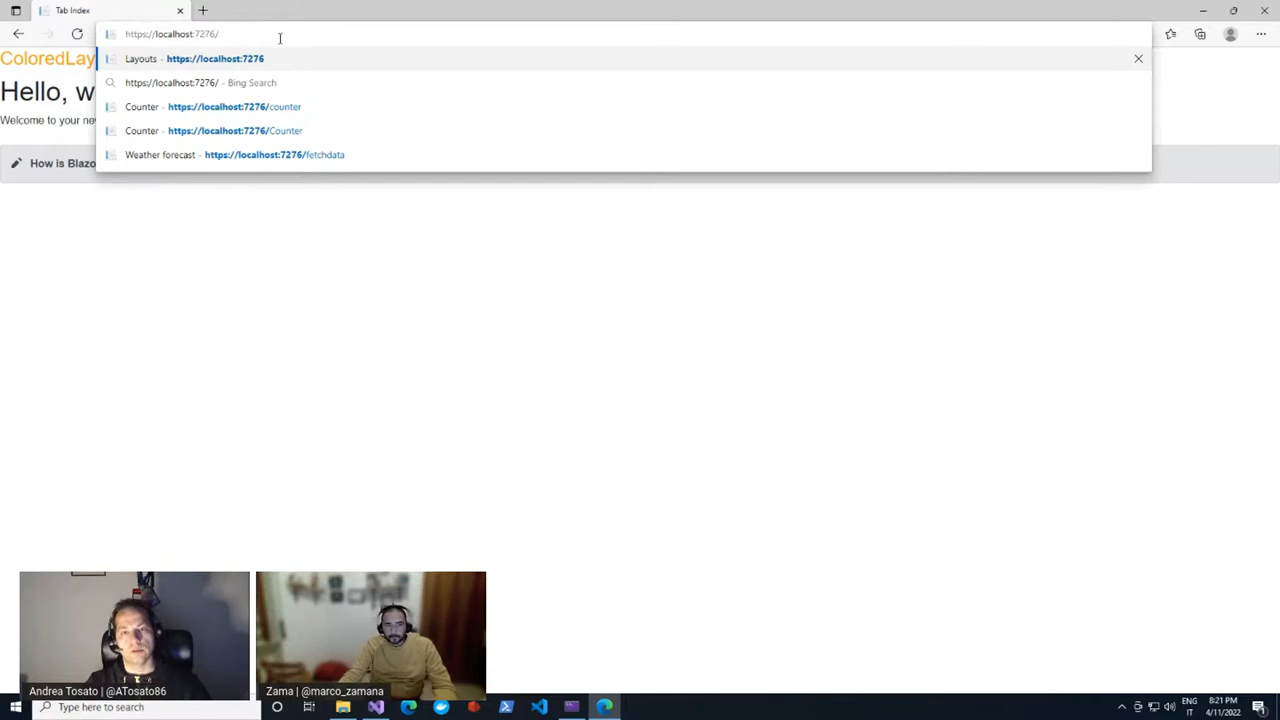 Tab Index
https://localhost:7276/
Layouts - https://localhost:7276
https://localhost:7276/ - Bing Search
Counter - https://localhost:7276/counter
Counter - https://localhost:7276/Counter
Weather forecast - https://localhost:7276/fetchdata
ColoredLay
Hello, w
Welcome to your ne
How is Blazo
Andrea Tosato | @ATosato86
Zama | @marco_zamana
Type here to search
ENG
IT
8:21 PM
4/11/2022
1